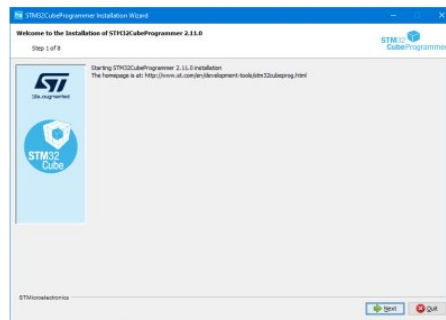 STM32CubeProgrammer Installation Wizard
Welcome to the Installation of STM32CubeProgrammer 2.11.0
Step 1 of 8
STM32
CubeProgrammer
Starting STM32CubeProgrammer 2.11.0 installation
The homepage is at: http://www.st.com/en/development-tools/stm32cubeprog.html
life.augmented
STM32
Cube
STMicroelectronics
Next
Quit